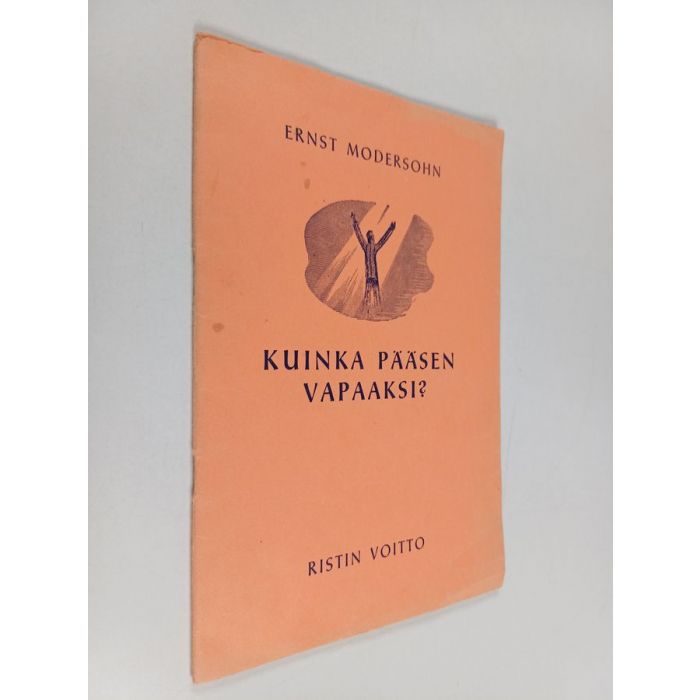 ERNST MODERSOHN
KUINKA PÄÄSEN
VAPAAKSI?
RISTIN VOITTO